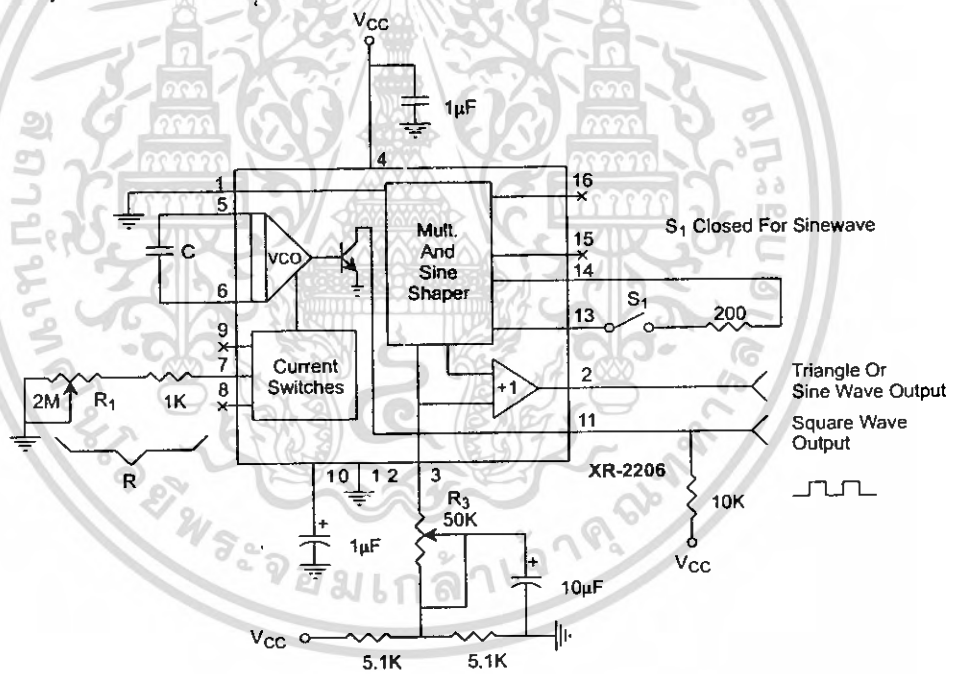 VCC
1µF
4
1
5
C
6
VCO
Mult.
And
Sine
Shaper
16
15
14
13
S1 Closed For Sinewave
S1
200
9
7
8
Current
Switches
2M
R1
1K
R
+1
2
Triangle Or
Sine Wave Output
11
Square Wave
Output
XR-2206
10
1 2
3
10K
VCC
1µF
+
R3
50K
+
10µF
VCC
5.1K
5.1K